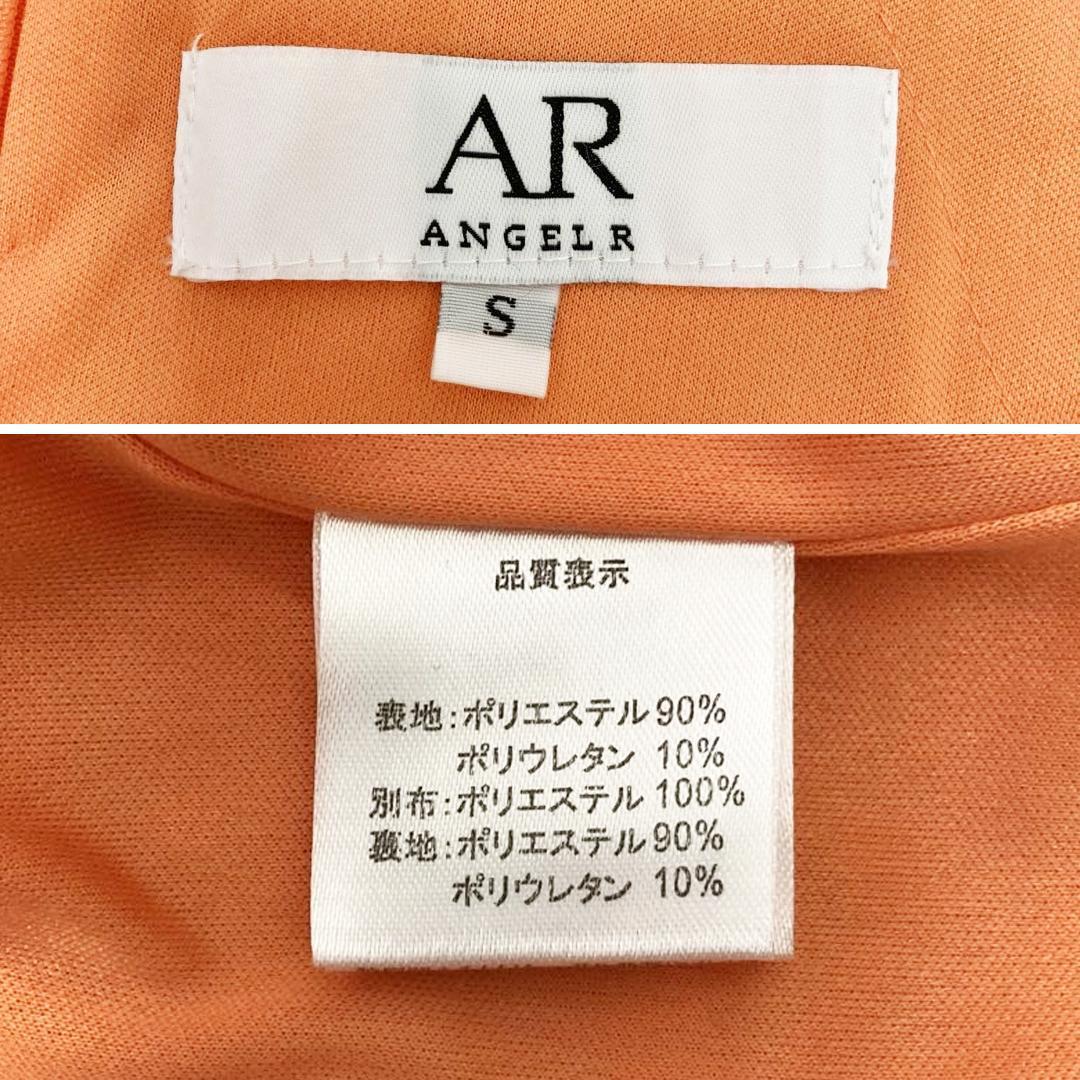 AR
ANGEL R
S
品質表示
表地:ポリエステル90%
ポリウレタン 10%
別布:ポリエステル 100%
裏地:ポリエステル90%
ポリウレタン 10%